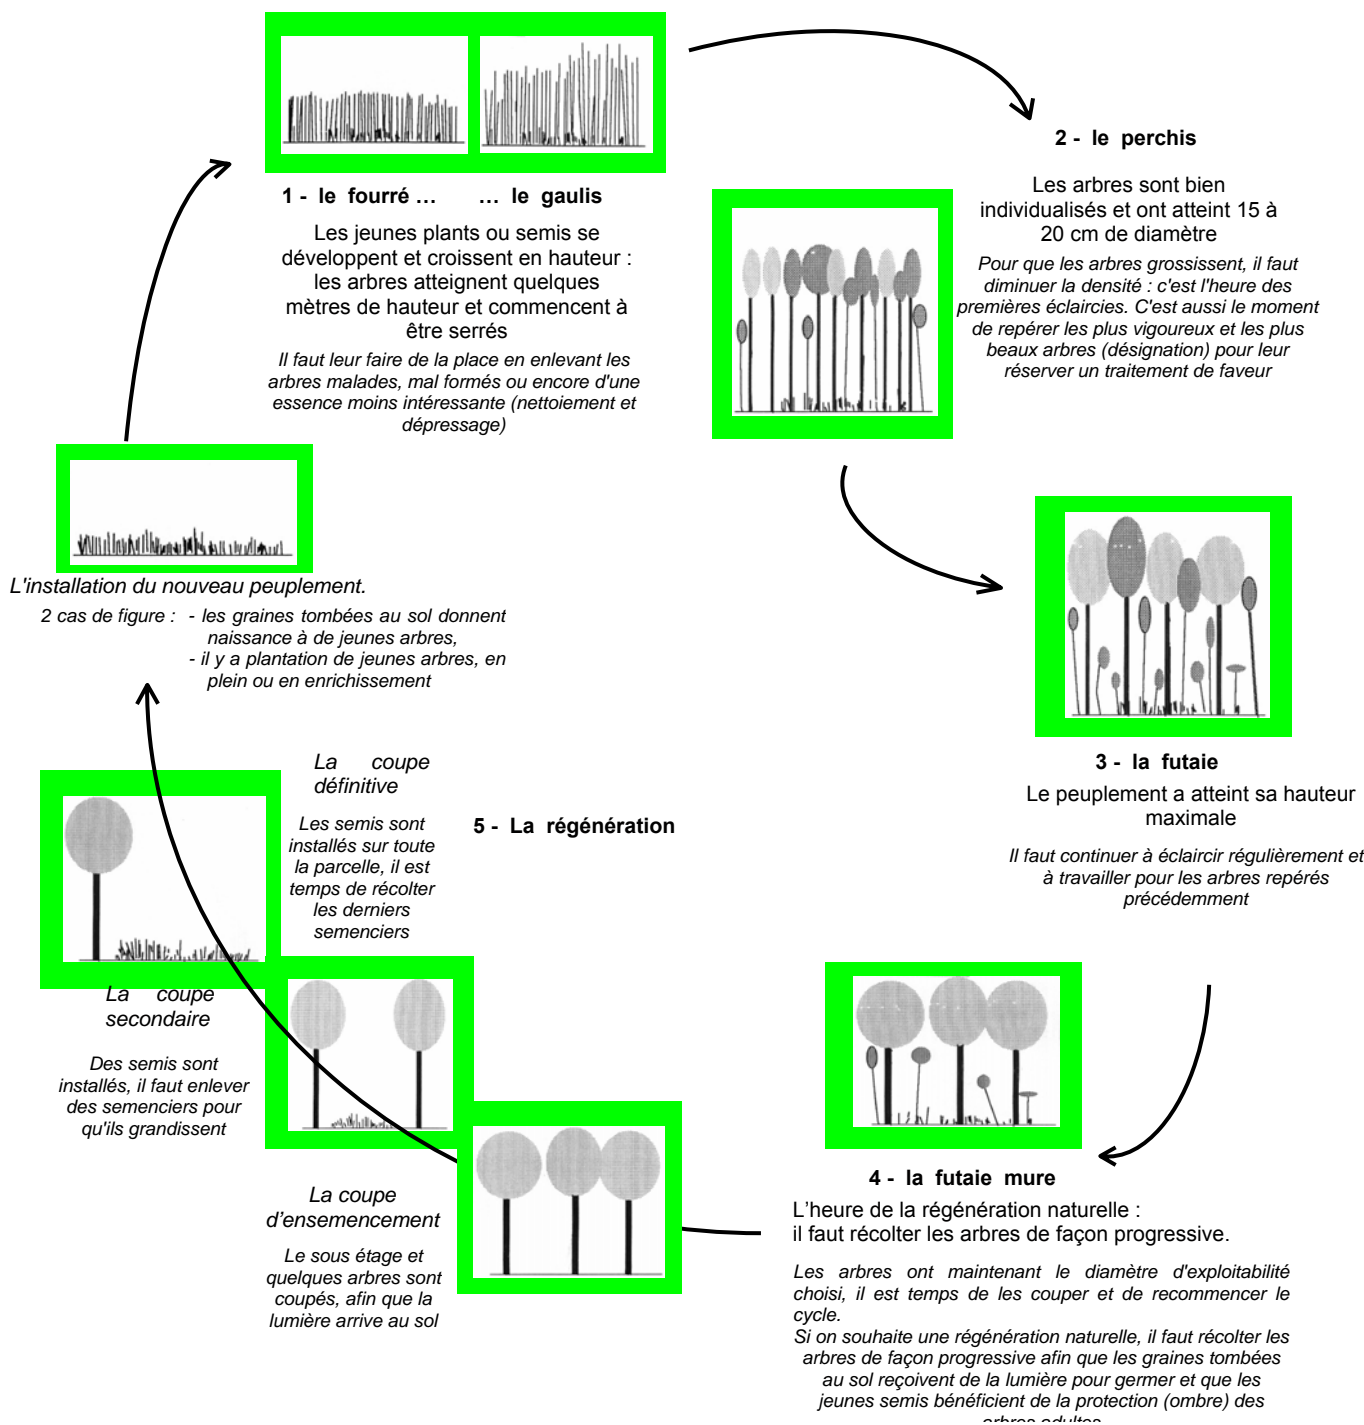 1 - le fourré ... ... le gaulis
Les jeunes plants ou semis se
développent et croissent en hauteur :
les arbres atteignent quelques
mètres de hauteur et commencent à
être serrés
Il faut leur faire de la place en enlevant les
arbres malades, mal formés ou encore d'une
essence moins intéressante (nettoiement et
dépressage)
2 - le perchis
Les arbres sont bien
individualisés et ont atteint 15 à
20 cm de diamètre
Pour que les arbres grossissent, il faut
diminuer la densité : c'est l'heure des
premières éclaircies. C'est aussi le moment
de repérer les plus vigoureux et les plus
beaux arbres (désignation) pour leur
réserver un traitement de faveur
3 - la futaie
Le peuplement a atteint sa hauteur
maximale
Il faut continuer à éclaircir régulièrement et
à travailler pour les arbres repérés
précédemment
4 - la futaie mure
L'heure de la régénération naturelle :
il faut récolter les arbres de façon progressive.
Les arbres ont maintenant le diamètre d'exploitabilité
choisi, il est temps de les couper et de recommencer le
cycle.
Si on souhaite une régénération naturelle, il faut récolter les
arbres de façon progressive afin que les graines tombées
au sol reçoivent de la lumière pour germer et que les
jeunes semis bénéficient de la protection (ombre) des
arbres adultes
5 - La régénération
La coupe
d'ensemencement
Le sous étage et
quelques arbres sont
coupés, afin que la
lumière arrive au sol
La coupe
secondaire
Des semis sont
installés, il faut enlever
des semenciers pour
qu'ils grandissent
La coupe
définitive
Les semis sont
installés sur toute
la parcelle, il est
temps de récolter
les derniers
semenciers
L'installation du nouveau peuplement.
2 cas de figure : - les graines tombées au sol donnent
naissance à de jeunes arbres,
- il y a plantation de jeunes arbres, en
plein ou en enrichissement